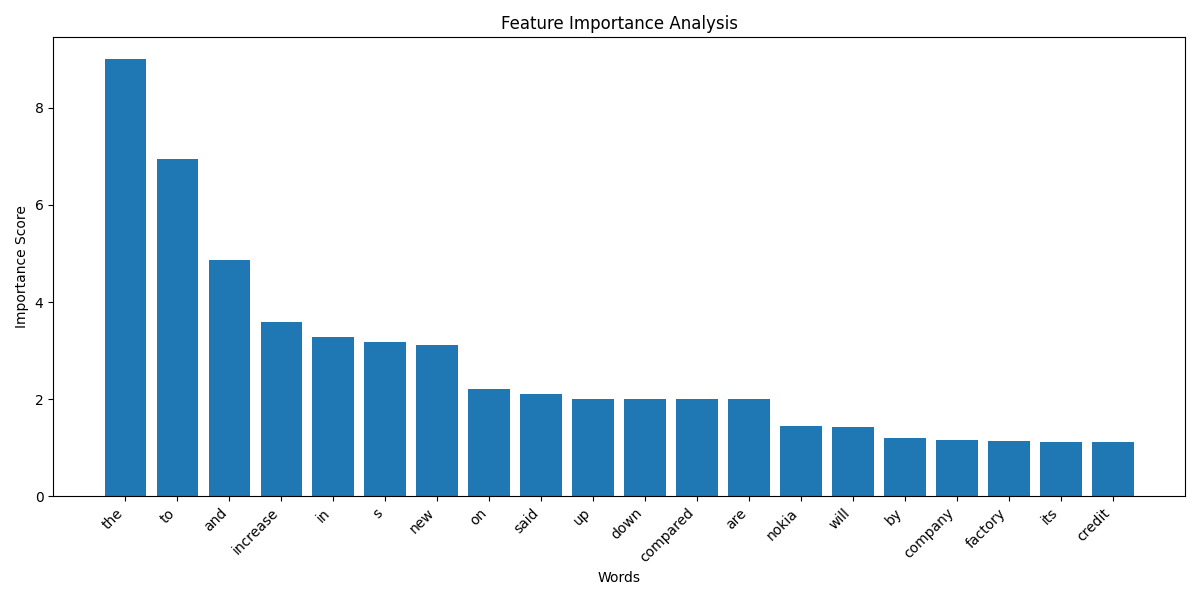 Feature Importance Analysis
Importance Score
8
6
4
2
0
the
to
and
increase
in
s
new
on
said
up
down
compared
are
nokia
will
by
company
factory
its
credit
Words